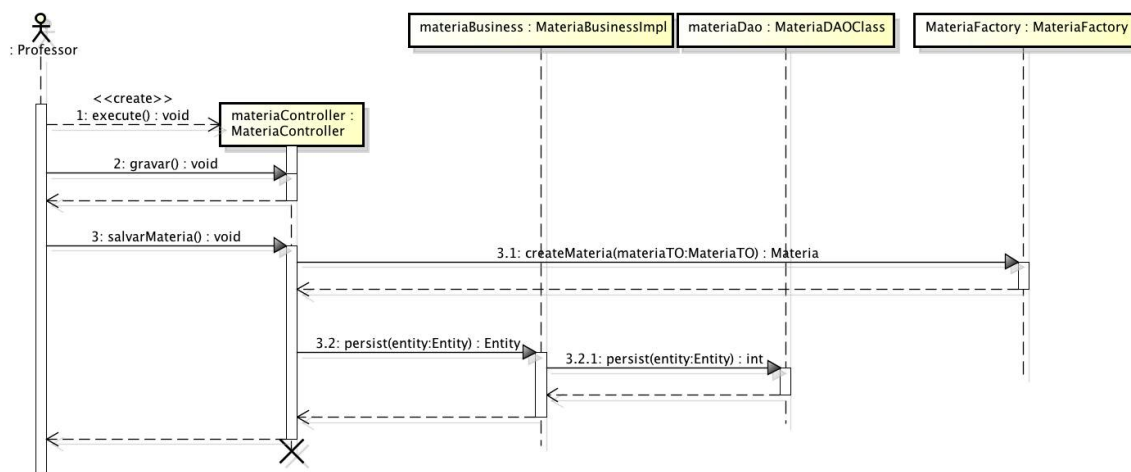 : Professor
materiaBusiness : MateriaBusinessImpl
materiaDao : MateriaDAOClass
MateriaFactory : MateriaFactory
<<create>>
1: execute() : void
materiaController :
MateriaController
2: gravar() : void
3: salvarMateria() : void
3.1: createMateria(materiaTO:MateriaTO) : Materia
3.2: persist(entity:Entity) : Entity
3.2.1: persist(entity:Entity) : int